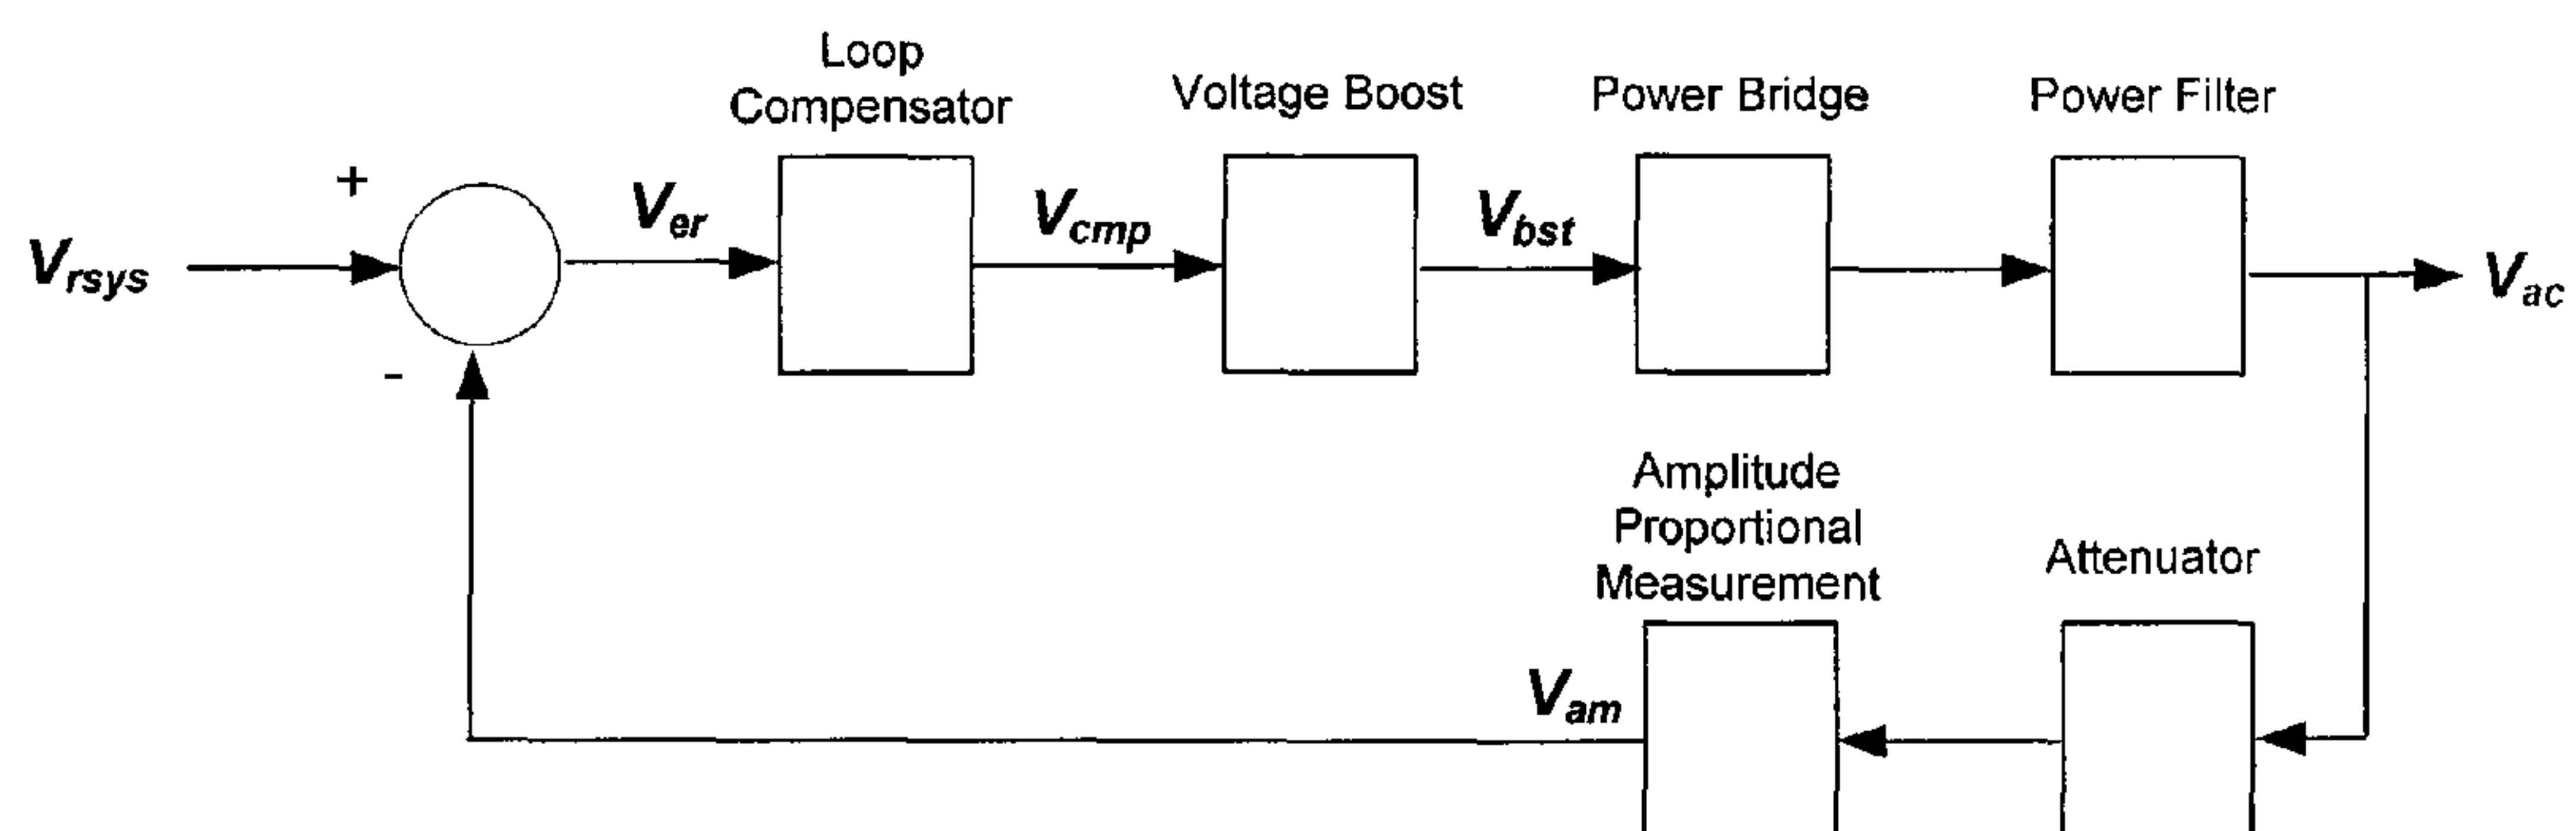 Loop
Compensator
Voltage Boost
Power Bridge
Power Filter
+
Vrsys
Ver
Vcmp
Vbst
Vac
-
Amplitude
Proportional
Measurement
Attenuator
Vam